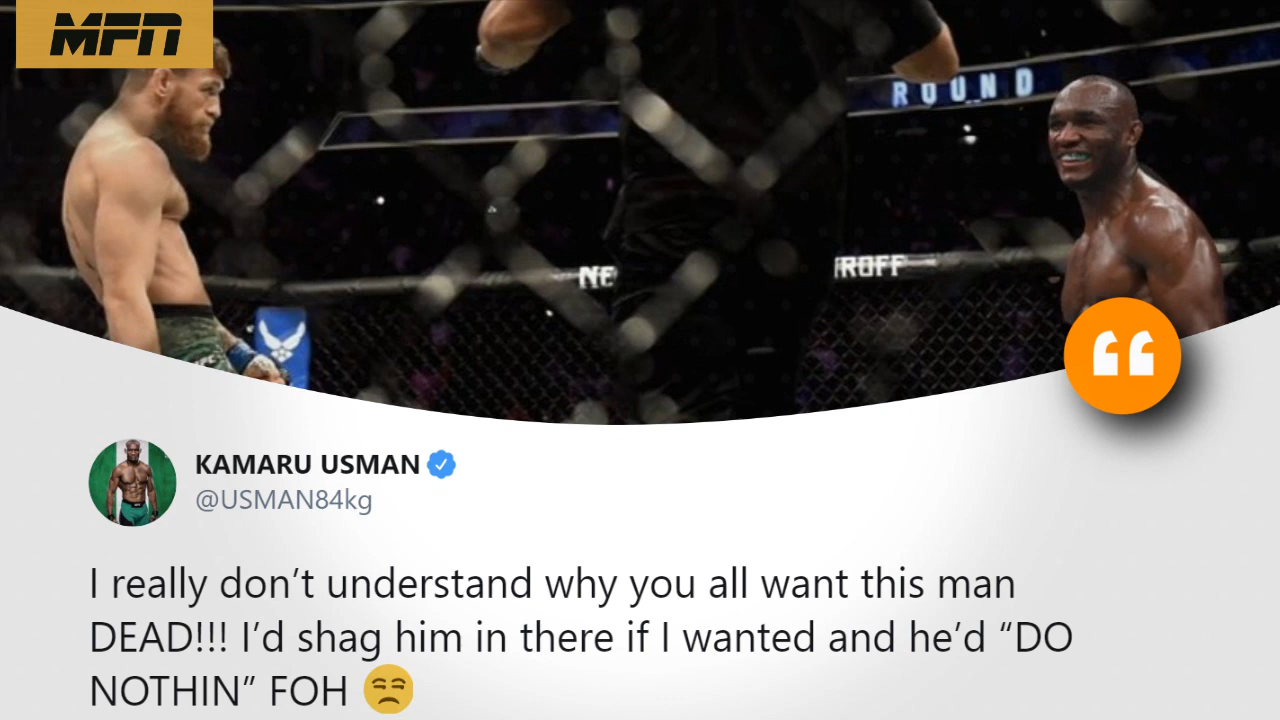 MFN
ROUND
NE
ROFF
KAMARU USMAN
@USMAN84kg
I really don’t understand why you all want this man
DEAD!!! I’d shag him in there if I wanted and he’d “DO
NOTHIN” FOH 😒